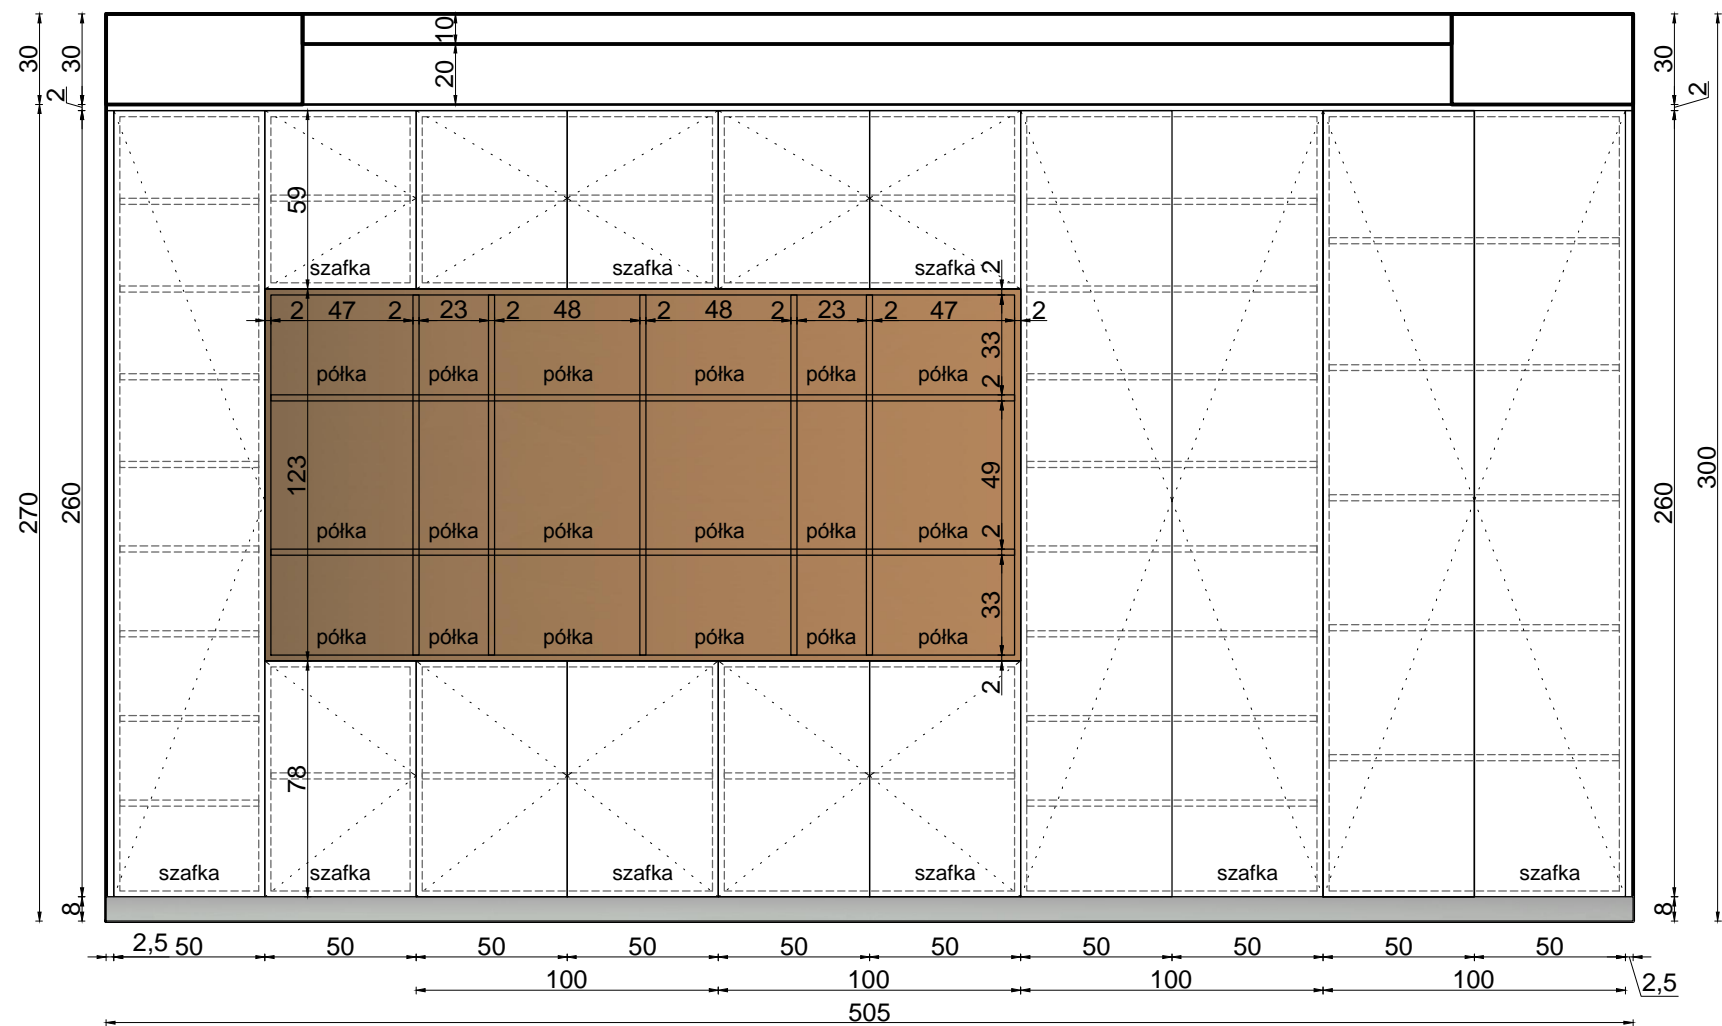 30 30 10 30
20
2 2
59
szafka szafka szafka 2
2 47 2 23 2 48 2 48 2 23 2 47 2
33
półka półka półka półka półka półka 2
270 260 123 49 260 300
półka półka półka półka półka półka 2
33
półka półka półka półka półka półka
2
78
szafka szafka szafka szafka szafka szafka
8 8
2,5 50 50 50 50 50 50 50 50 50 50
100 100 100 100 2,5
505